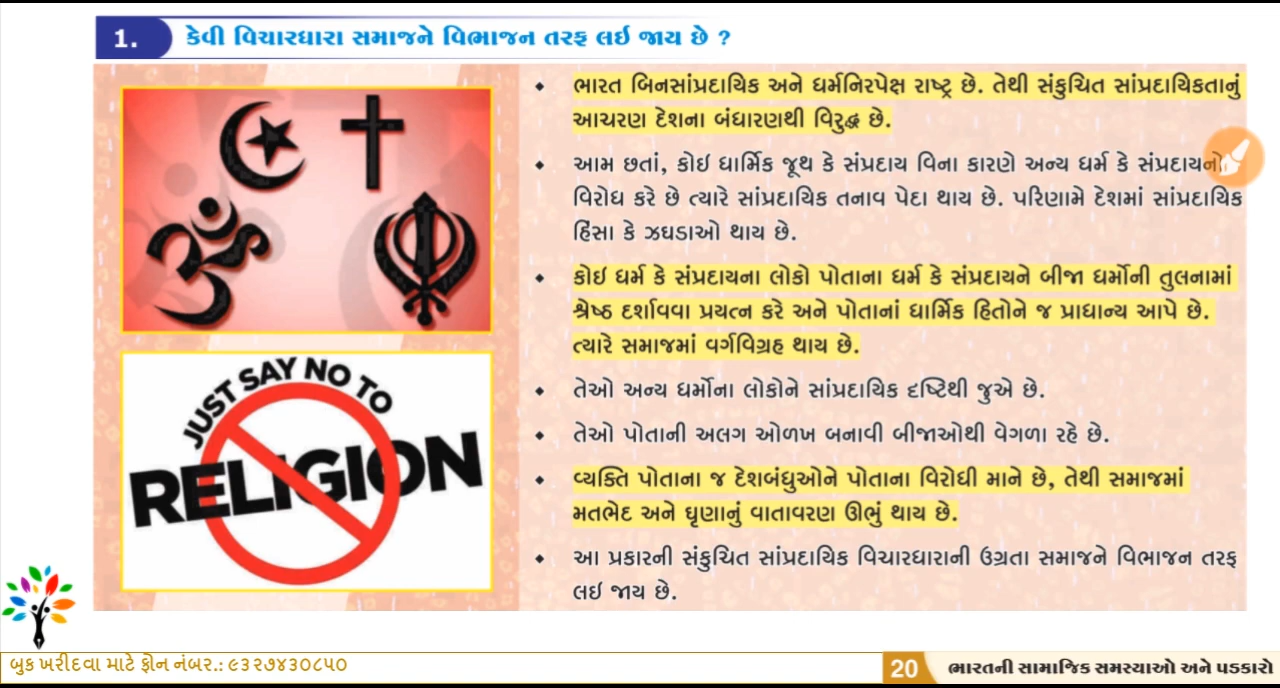 1. કેવી વિચારધારા સમાજને વિભાજન તરફ લઇ જાય છે ?
◆ ભારત બિનસાંપ્રદાયિક અને ધર્મનિરપેક્ષ રાષ્ટ્ર છે. તેથી સંકુચિત સાંપ્રદાયિકતાનું
આચરણ દેશના બંધારણથી વિરુદ્ધ છે.
◆ આમ છતાં, કોઇ ધાર્મિક જૂથ કે સંપ્રદાય વિના કારણે અન્ય ધર્મ કે સંપ્રદાયનો
વિરોધ કરે છે ત્યારે સાંપ્રદાયિક તનાવ પેદા થાય છે. પરિણામે દેશમાં સાંપ્રદાયિક
હિંસા કે ઝઘડાઓ થાય છે.
◆ કોઇ ધર્મ કે સંપ્રદાયના લોકો પોતાના ધર્મ કે સંપ્રદાયને બીજા ધર્મોની તુલનામાં
શ્રેષ્ઠ દર્શાવવા પ્રયત્ન કરે અને પોતાનાં ધાર્મિક હિતોને જ પ્રાધાન્ય આપે છે.
ત્યારે સમાજમાં વર્ગવિગ્રહ થાય છે.
◆ તેઓ અન્ય ધર્મોના લોકોને સાંપ્રદાયિક દૃષ્ટિથી જુએ છે.
◆ તેઓ પોતાની અલગ ઓળખ બનાવી બીજાઓથી વેગળા રહે છે.
◆ વ્યક્તિ પોતાના જ દેશબંધુઓને પોતાના વિરોધી માને છે, તેથી સમાજમાં
મતભેદ અને ઘૃણાનું વાતાવરણ ઊભું થાય છે.
◆ આ પ્રકારની સંકુચિત સાંપ્રદાયિક વિચારધારાની ઉગ્રતા સમાજને વિભાજન તરફ
લઇ જાય છે.
JUST SAY NO TO
RELIGION
બુક ખરીદવા માટે ફોન નંબર.: ૯૩૨૭૪૩૦૮૫૦
20 ભારતની સામાજિક સમસ્યાઓ અને પડકારો